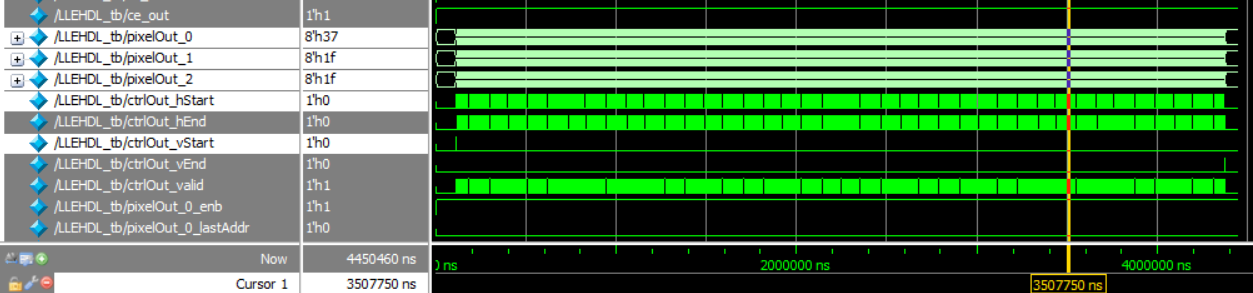 /LLEHDL_tb/ce_out 1'h1
/LLEHDL_tb/pixelOut_0 8'h37
/LLEHDL_tb/pixelOut_1 8'h1f
/LLEHDL_tb/pixelOut_2 8'h1f
/LLEHDL_tb/ctrlOut_hStart 1'h0
/LLEHDL_tb/ctrlOut_hEnd 1'h0
/LLEHDL_tb/ctrlOut_vStart 1'h0
/LLEHDL_tb/ctrlOut_vEnd 1'h0
/LLEHDL_tb/ctrlOut_valid 1'h1
/LLEHDL_tb/pixelOut_0_enb 1'h1
/LLEHDL_tb/pixelOut_0_lastAddr 1'h0
Now 4450460 ns ns 2000000 ns 4000000 ns
Cursor 1 3507750 ns 3507750 ns